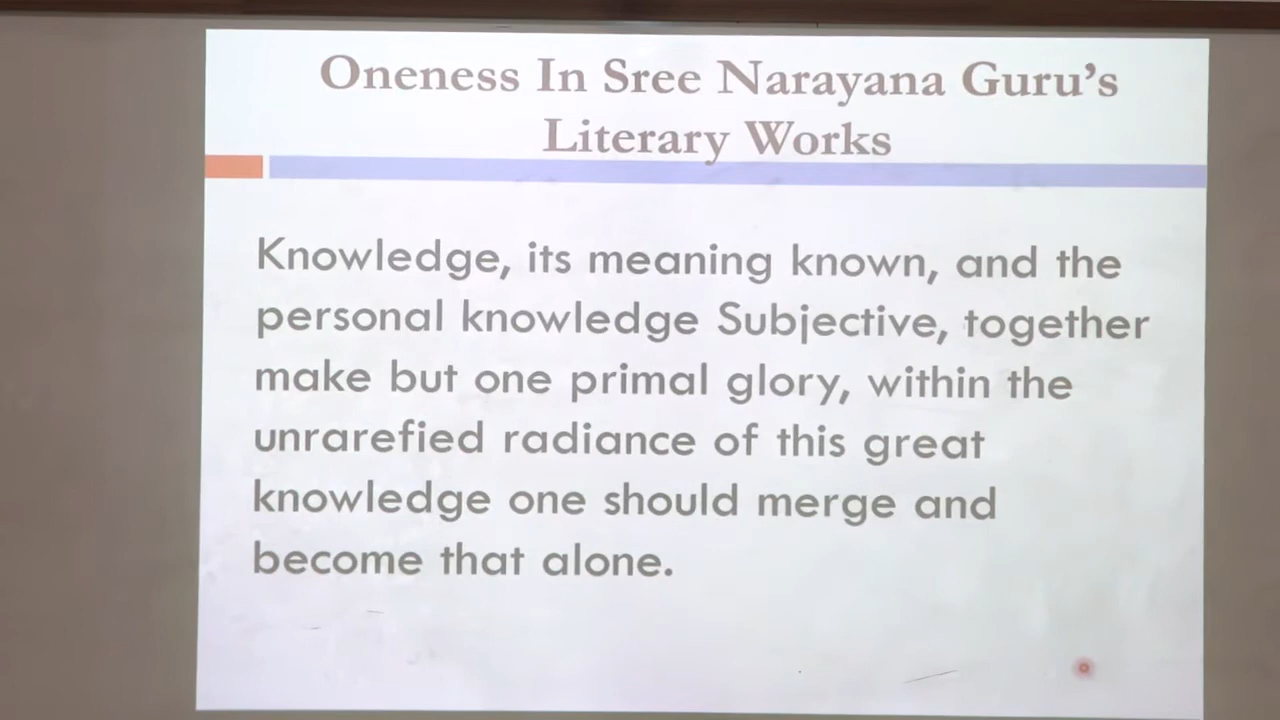 Oneness In Sree Narayana Guru's
Literary Works
Knowledge, its meaning known, and the
personal knowledge Subjective, together
make but one primal glory, within the
unrarefied radiance of this great
knowledge one should merge and
become that alone.